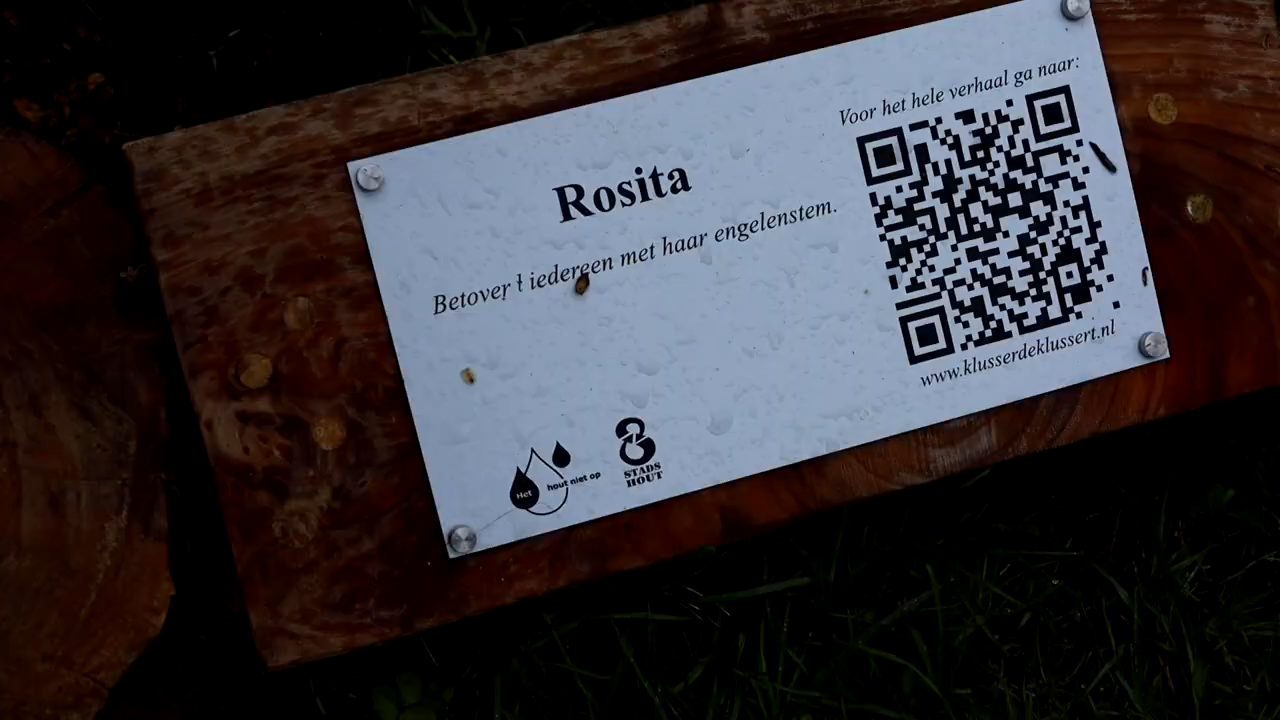 Voor het hele verhaal ga naar:
Rosita
Betovert iedereen met haar engelenstem.
www.klusserdeklussert.nl
Het hout niet op
STADS
HOUT